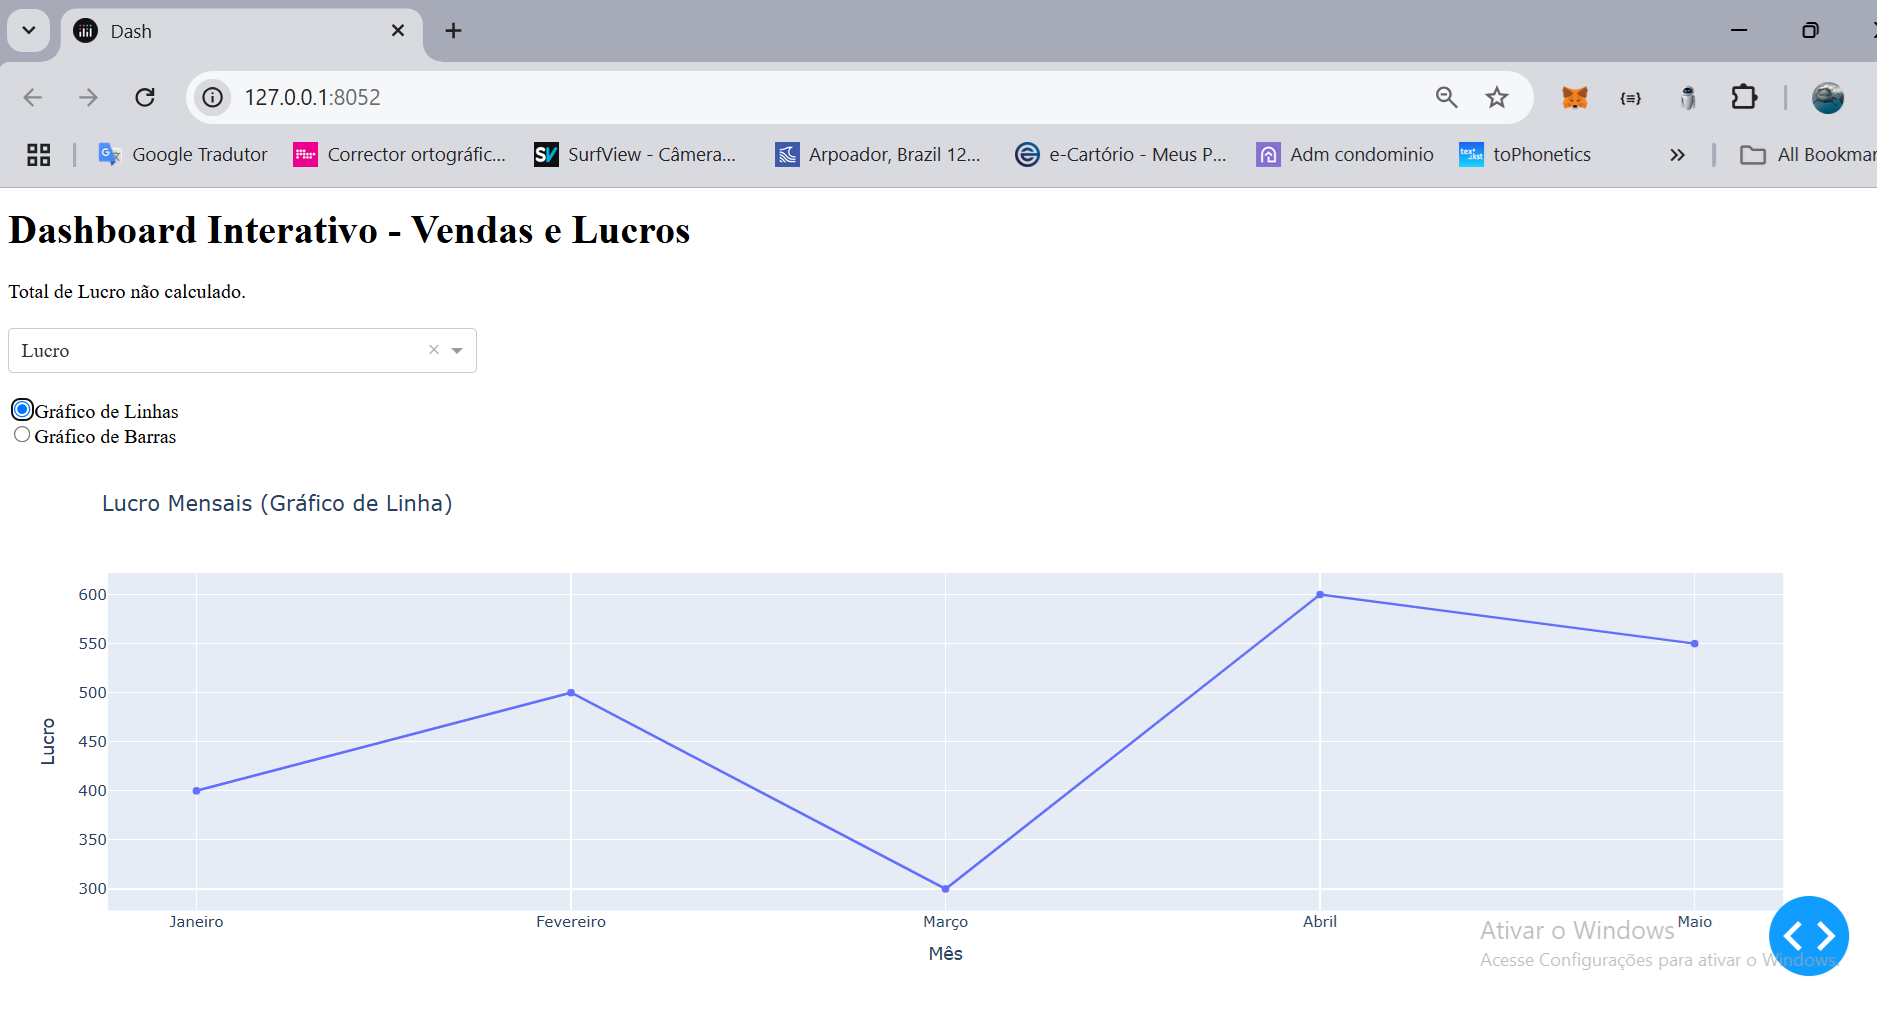 Dash
127.0.0.1:8052
Google Tradutor
Corrector ortográfic...
SurfView - Câmera...
Arpoador, Brazil 12...
e-Cartório - Meus P...
Adm condominio
toPhonetics
All Bookmar
Dashboard Interativo - Vendas e Lucros
Total de Lucro não calculado.
Lucro
Gráfico de Linhas
Gráfico de Barras
Lucro Mensais (Gráfico de Linha)
600
550
500
450
400
350
300
Lucro
Janeiro
Fevereiro
Março
Abril
Maio
Mês
Ativar o Windows
Acesse Configurações para ativar o Windows.